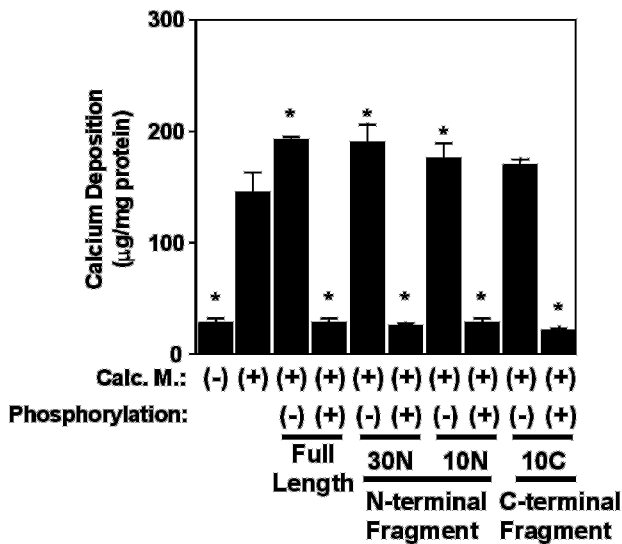 300
200
100
0
Calcium Deposition
(μg/mg protein)
*
*
*
*
*
*
*
*
Calc. M.: (-) (+) (+) (+) (+) (+) (+) (+) (+) (+)
Phosphorylation: (-) (+) (-) (+) (-) (+) (-) (+)
Full
Length
30N 10N 10C
N-terminal
Fragment
C-terminal
Fragment